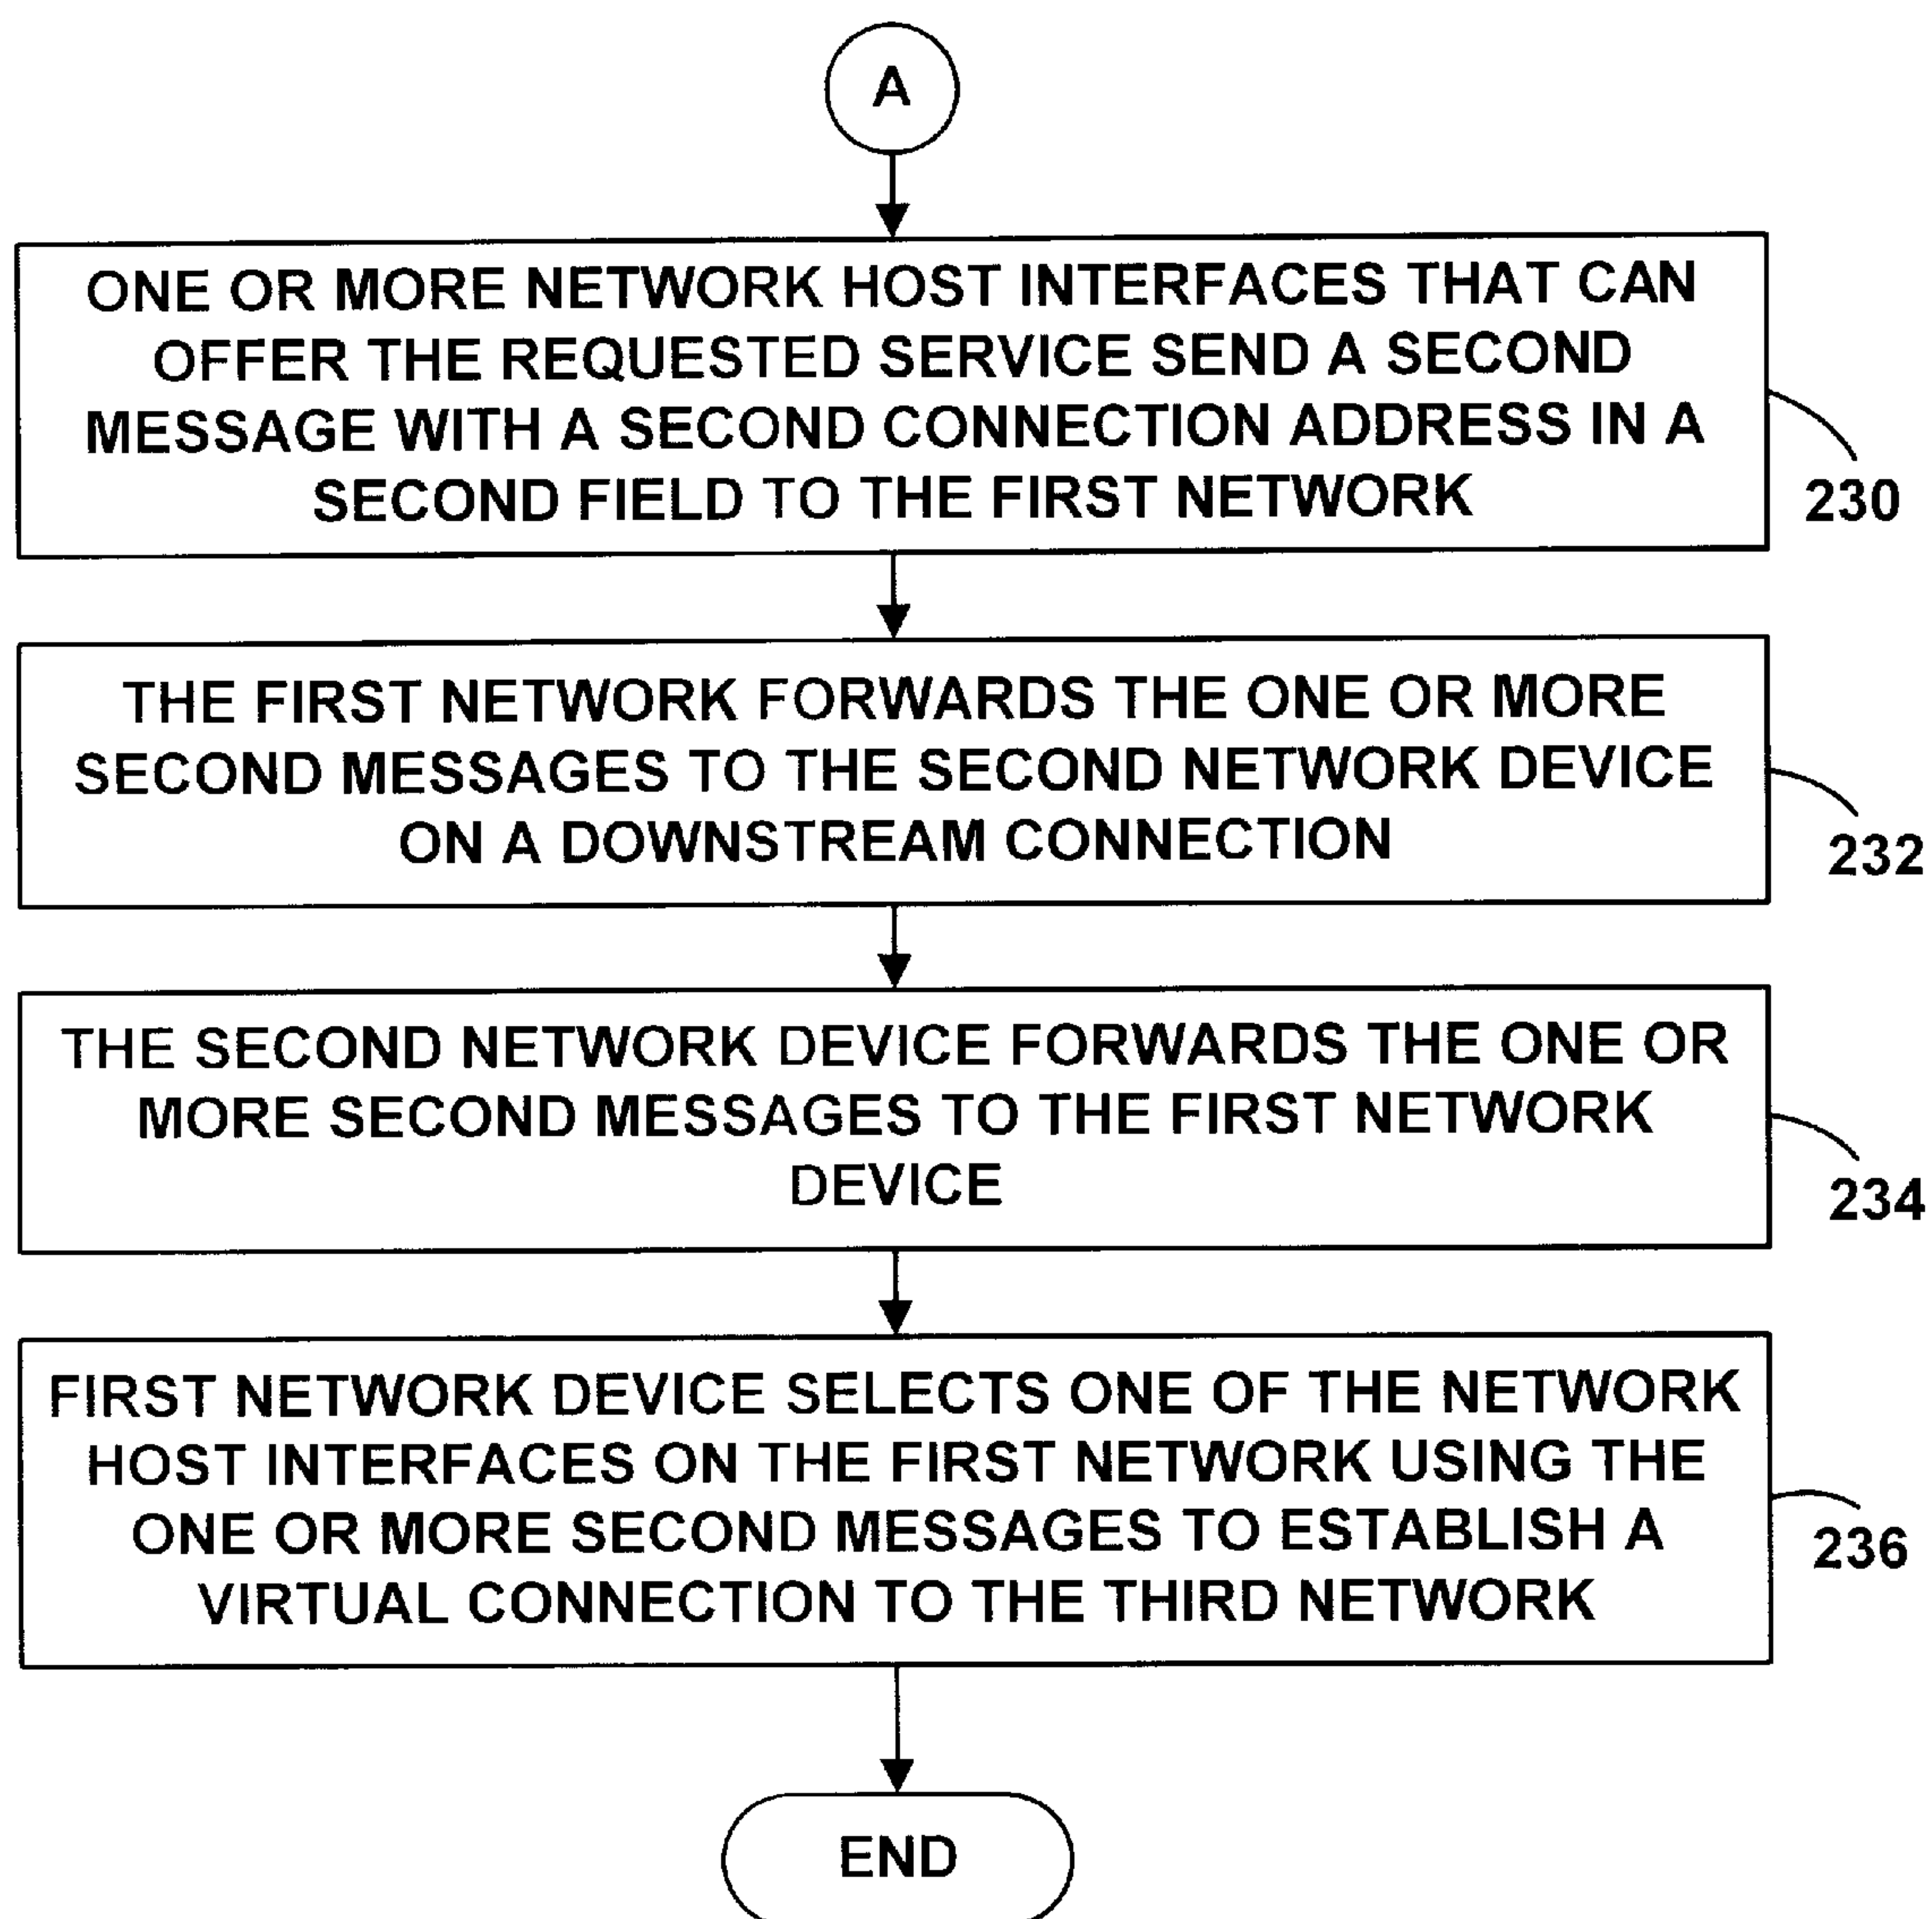 A
ONE OR MORE NETWORK HOST INTERFACES THAT CAN
OFFER THE REQUESTED SERVICE SEND A SECOND
MESSAGE WITH A SECOND CONNECTION ADDRESS IN A
SECOND FIELD TO THE FIRST NETWORK
230
THE FIRST NETWORK FORWARDS THE ONE OR MORE
SECOND MESSAGES TO THE SECOND NETWORK DEVICE
ON A DOWNSTREAM CONNECTION
232
THE SECOND NETWORK DEVICE FORWARDS THE ONE OR
MORE SECOND MESSAGES TO THE FIRST NETWORK
DEVICE
234
FIRST NETWORK DEVICE SELECTS ONE OF THE NETWORK
HOST INTERFACES ON THE FIRST NETWORK USING THE
ONE OR MORE SECOND MESSAGES TO ESTABLISH A
VIRTUAL CONNECTION TO THE THIRD NETWORK
236
END